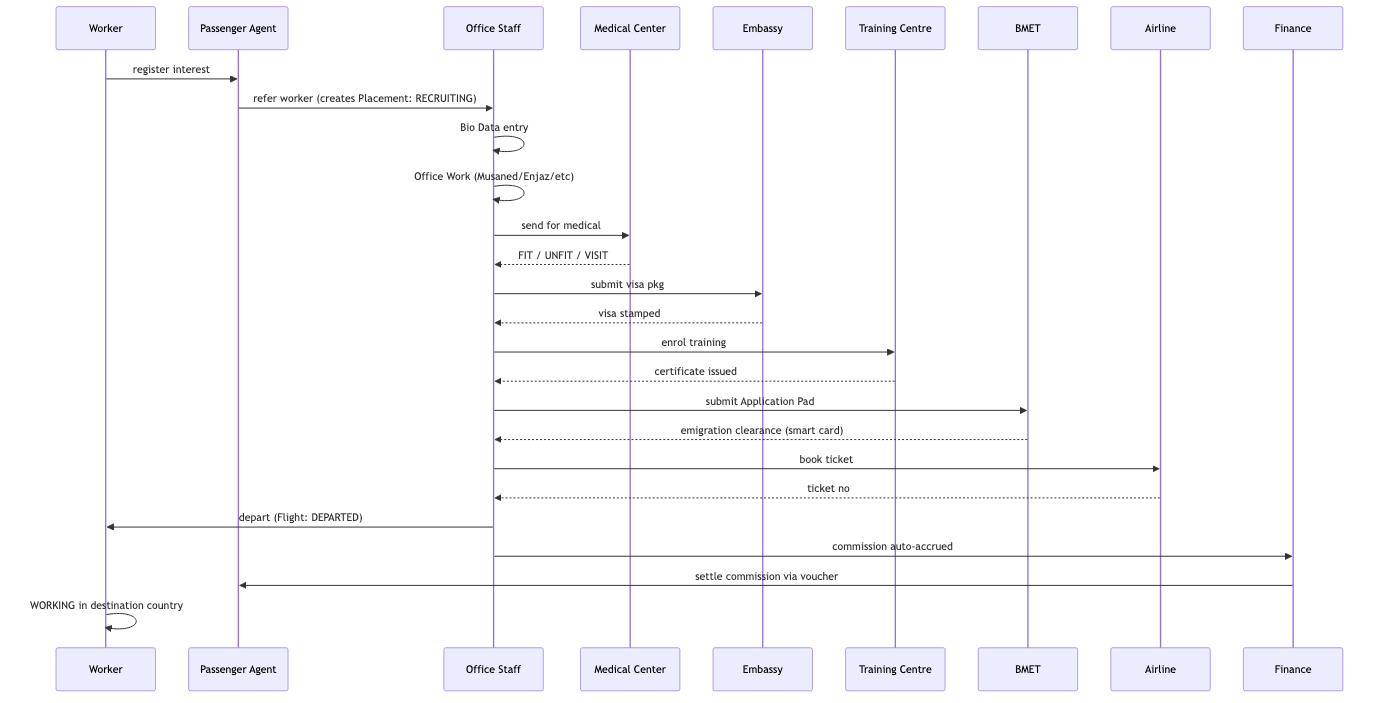 Worker
Passenger Agent
Office Staff
Medical Center
Embassy
Training Centre
BMET
Airline
Finance
register interest
refer worker (creates Placement: RECRUITING)
Bio Data entry
Office Work (Musaned/Enjaz/etc)
send for medical
FIT / UNFIT / VISIT
submit visa pkg
visa stamped
enrol training
certificate issued
submit Application Pad
emigration clearance (smart card)
book ticket
ticket no
depart (Flight: DEPARTED)
commission auto-accrued
settle commission via voucher
WORKING in destination country
Worker
Passenger Agent
Office Staff
Medical Center
Embassy
Training Centre
BMET
Airline
Finance